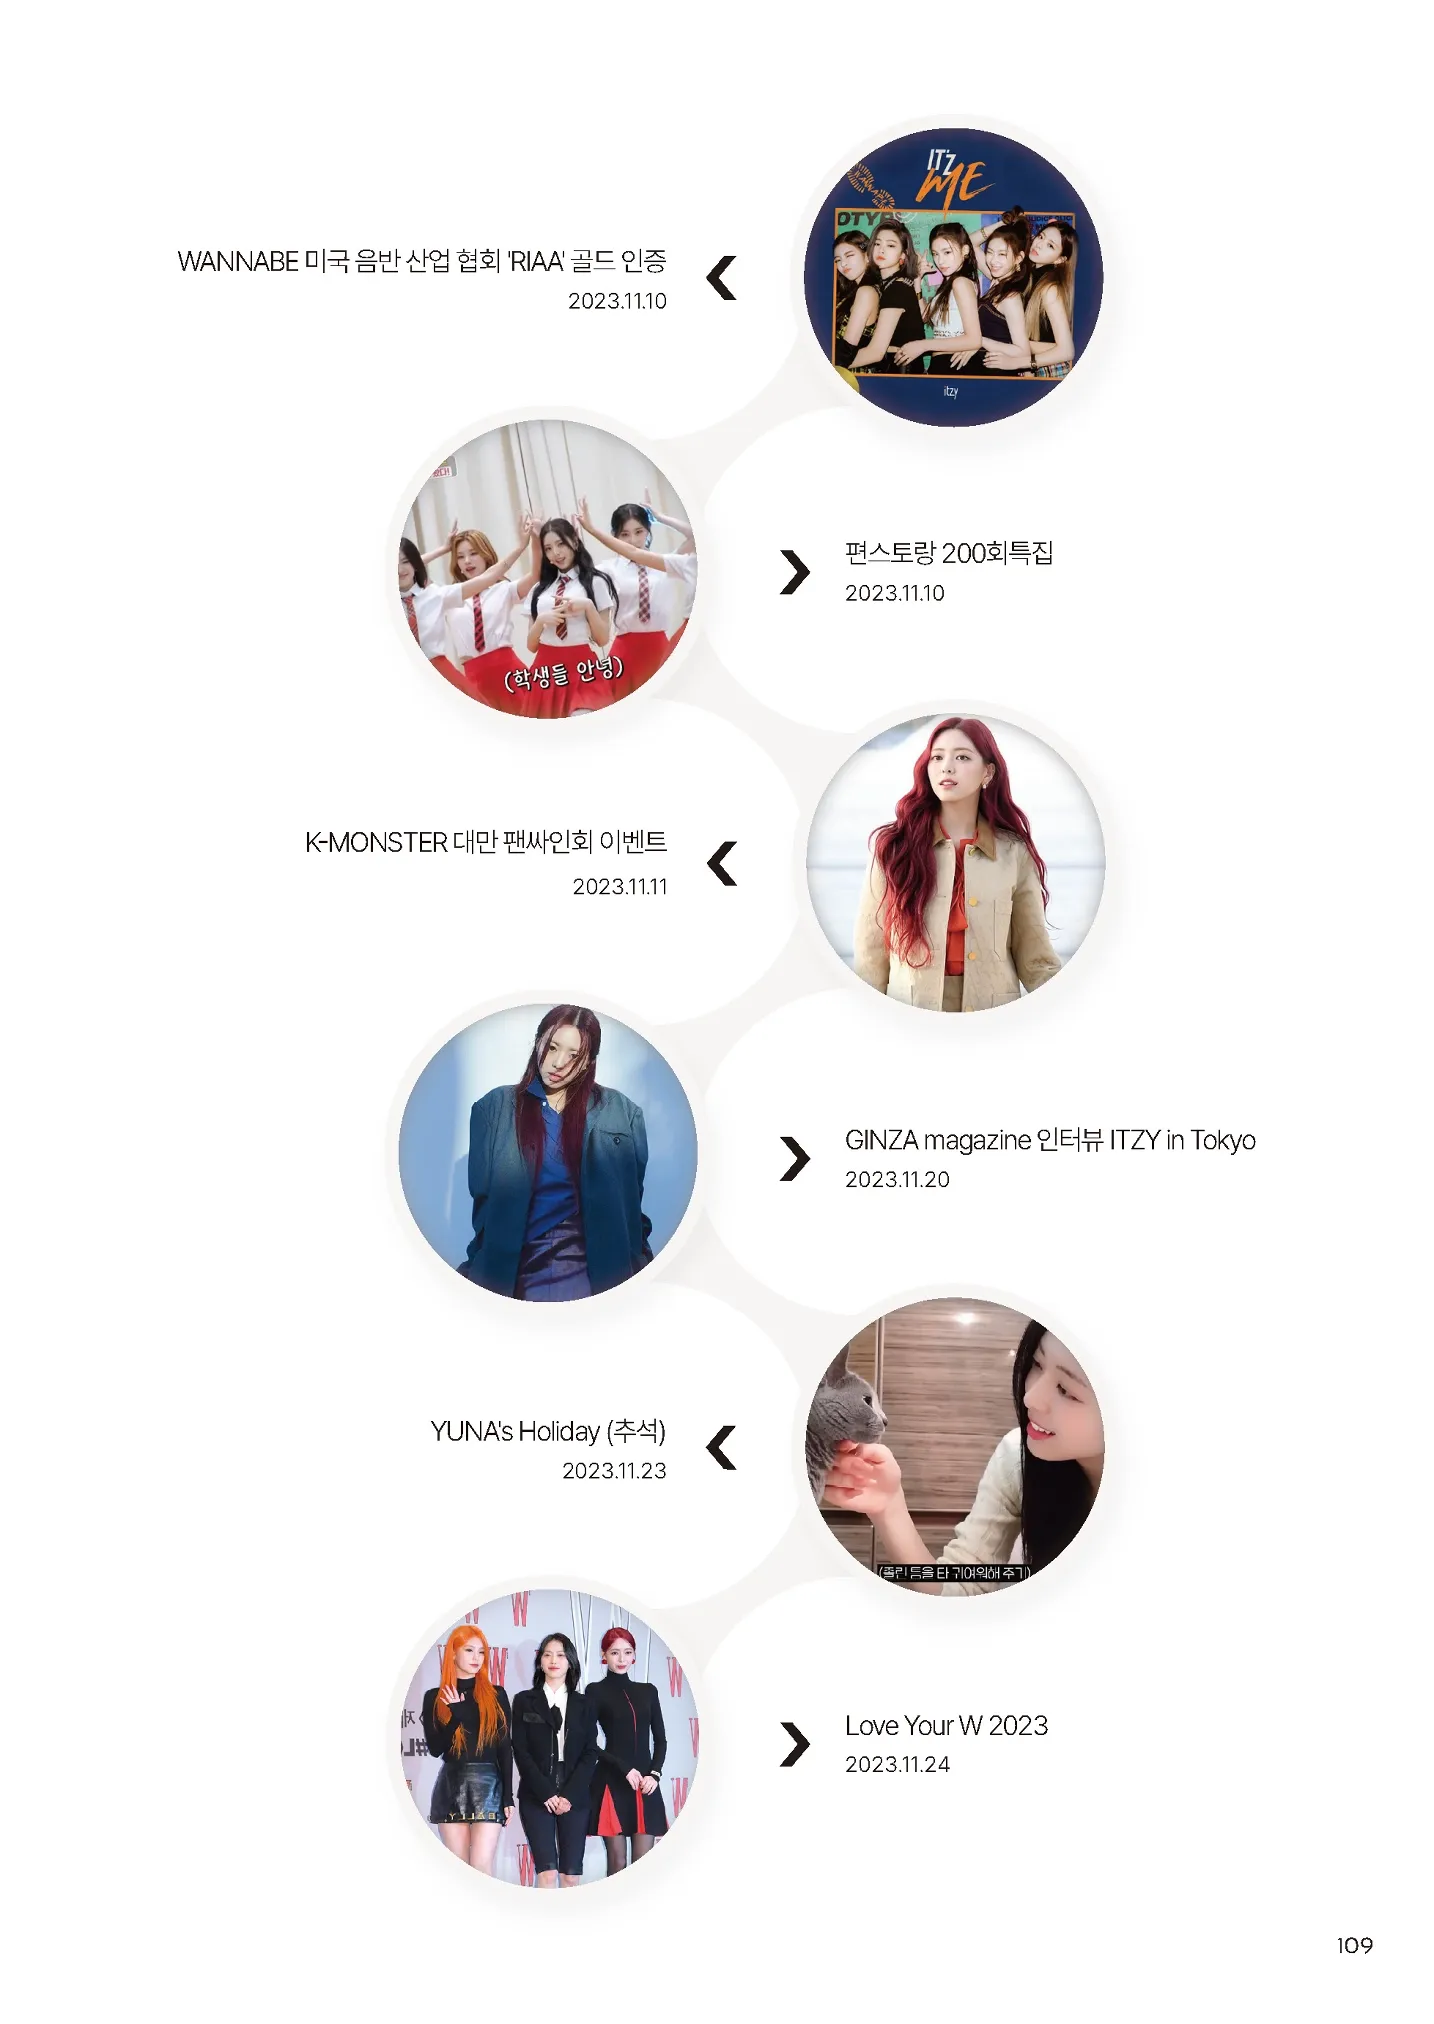 IT'Z
ME
itzy
WANNABE 미국 음반 산업 협회 'RIAA' 골드 인증
2023.11.10
(학생들 안녕)
편스토랑 200회특집
2023.11.10
K-MONSTER 대만 팬싸인회 이벤트
2023.11.11
GINZA magazine 인터뷰 ITZY in Tokyo
2023.11.20
YUNA's Holiday (추석)
2023.11.23
(졸린 틈을 타 귀여워해 주기)
W
W
W
W
W
W
BALLY
Love Your W 2023
2023.11.24
109